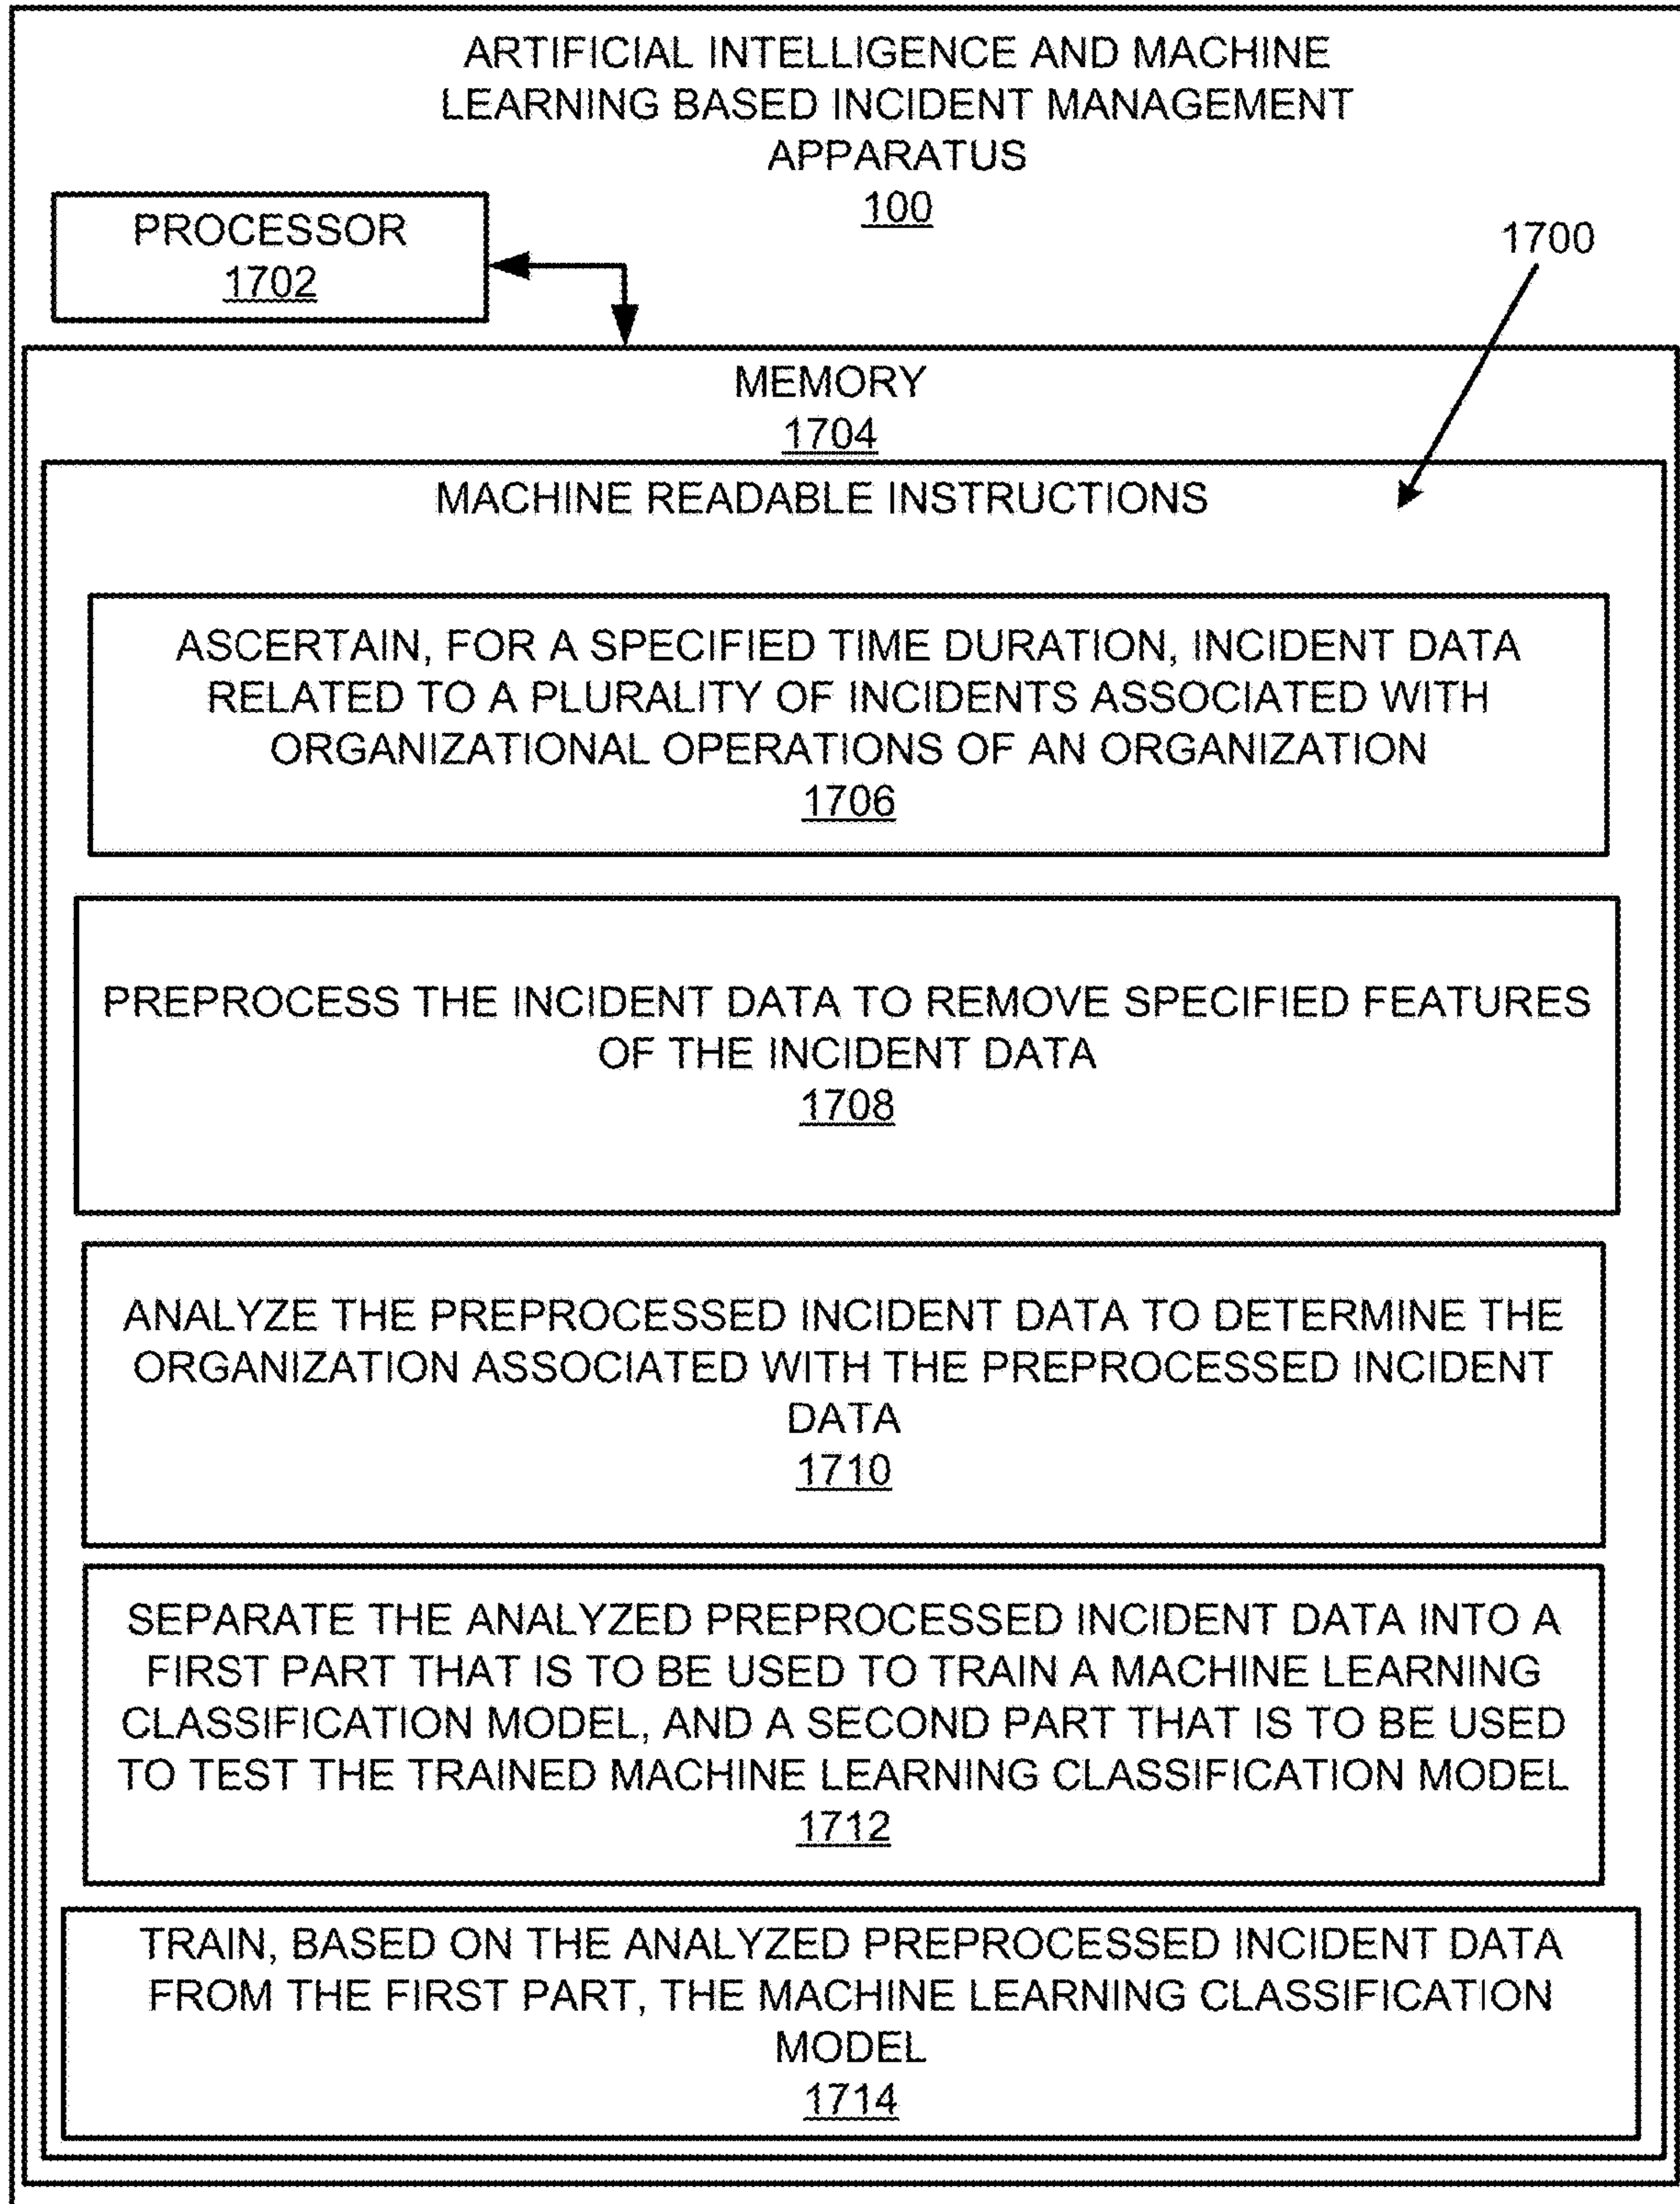 ARTIFICIAL INTELLIGENCE AND MACHINE
LEARNING BASED INCIDENT MANAGEMENT
APPARATUS
100
PROCESSOR
1702
1700
MEMORY
1704
MACHINE READABLE INSTRUCTIONS
ASCERTAIN, FOR A SPECIFIED TIME DURATION, INCIDENT DATA
RELATED TO A PLURALITY OF INCIDENTS ASSOCIATED WITH
ORGANIZATIONAL OPERATIONS OF AN ORGANIZATION
1706
PREPROCESS THE INCIDENT DATA TO REMOVE SPECIFIED FEATURES
OF THE INCIDENT DATA
1708
ANALYZE THE PREPROCESSED INCIDENT DATA TO DETERMINE THE
ORGANIZATION ASSOCIATED WITH THE PREPROCESSED INCIDENT
DATA
1710
SEPARATE THE ANALYZED PREPROCESSED INCIDENT DATA INTO A
FIRST PART THAT IS TO BE USED TO TRAIN A MACHINE LEARNING
CLASSIFICATION MODEL, AND A SECOND PART THAT IS TO BE USED
TO TEST THE TRAINED MACHINE LEARNING CLASSIFICATION MODEL
1712
TRAIN, BASED ON THE ANALYZED PREPROCESSED INCIDENT DATA
FROM THE FIRST PART, THE MACHINE LEARNING CLASSIFICATION
MODEL
1714